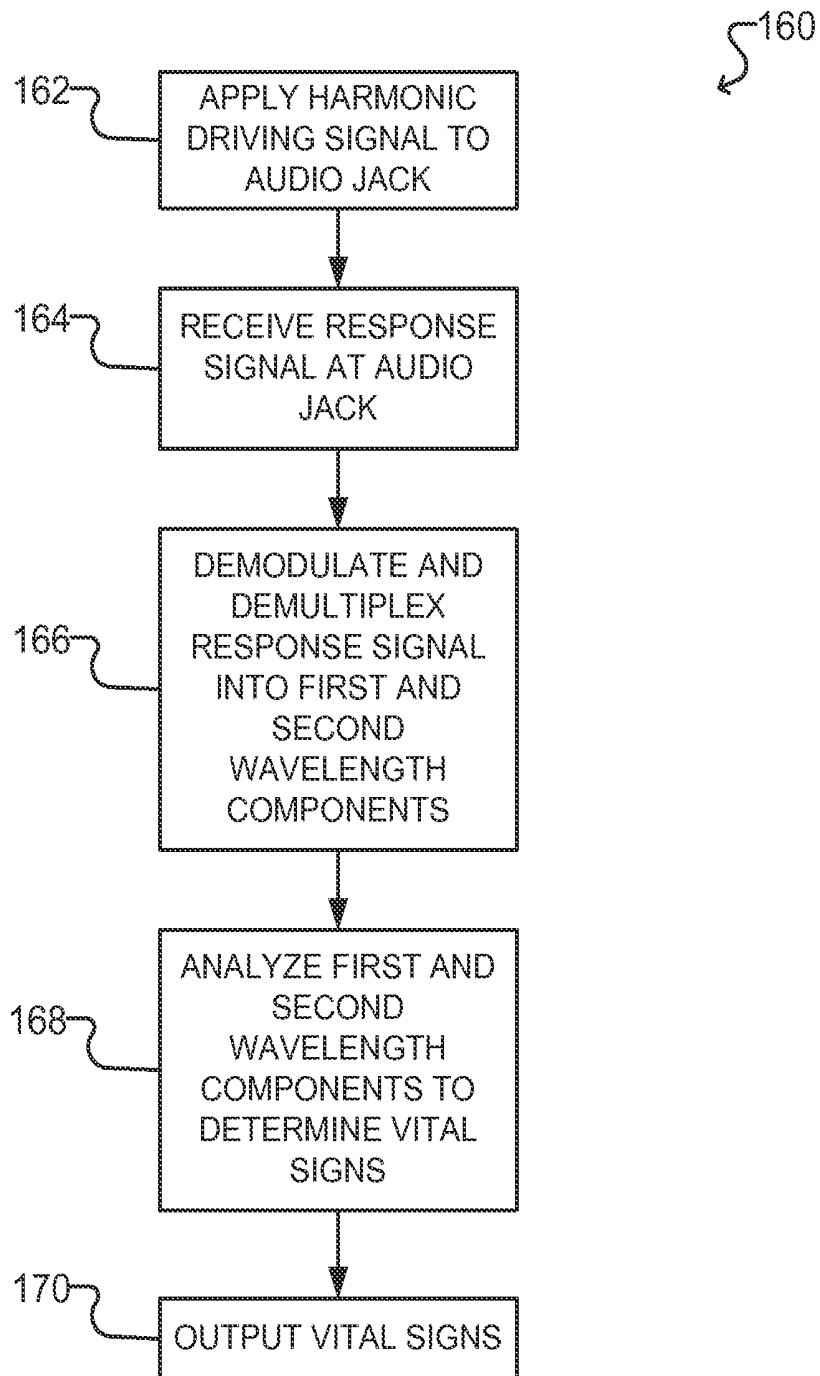 160
162
APPLY HARMONIC
DRIVING SIGNAL TO
AUDIO JACK
164
RECEIVE RESPONSE
SIGNAL AT AUDIO
JACK
166
DEMODULATE AND
DEMULTIPLEX
RESPONSE SIGNAL
INTO FIRST AND
SECOND
WAVELENGTH
COMPONENTS
168
ANALYZE FIRST AND
SECOND
WAVELENGTH
COMPONENTS TO
DETERMINE VITAL
SIGNS
170
OUTPUT VITAL SIGNS